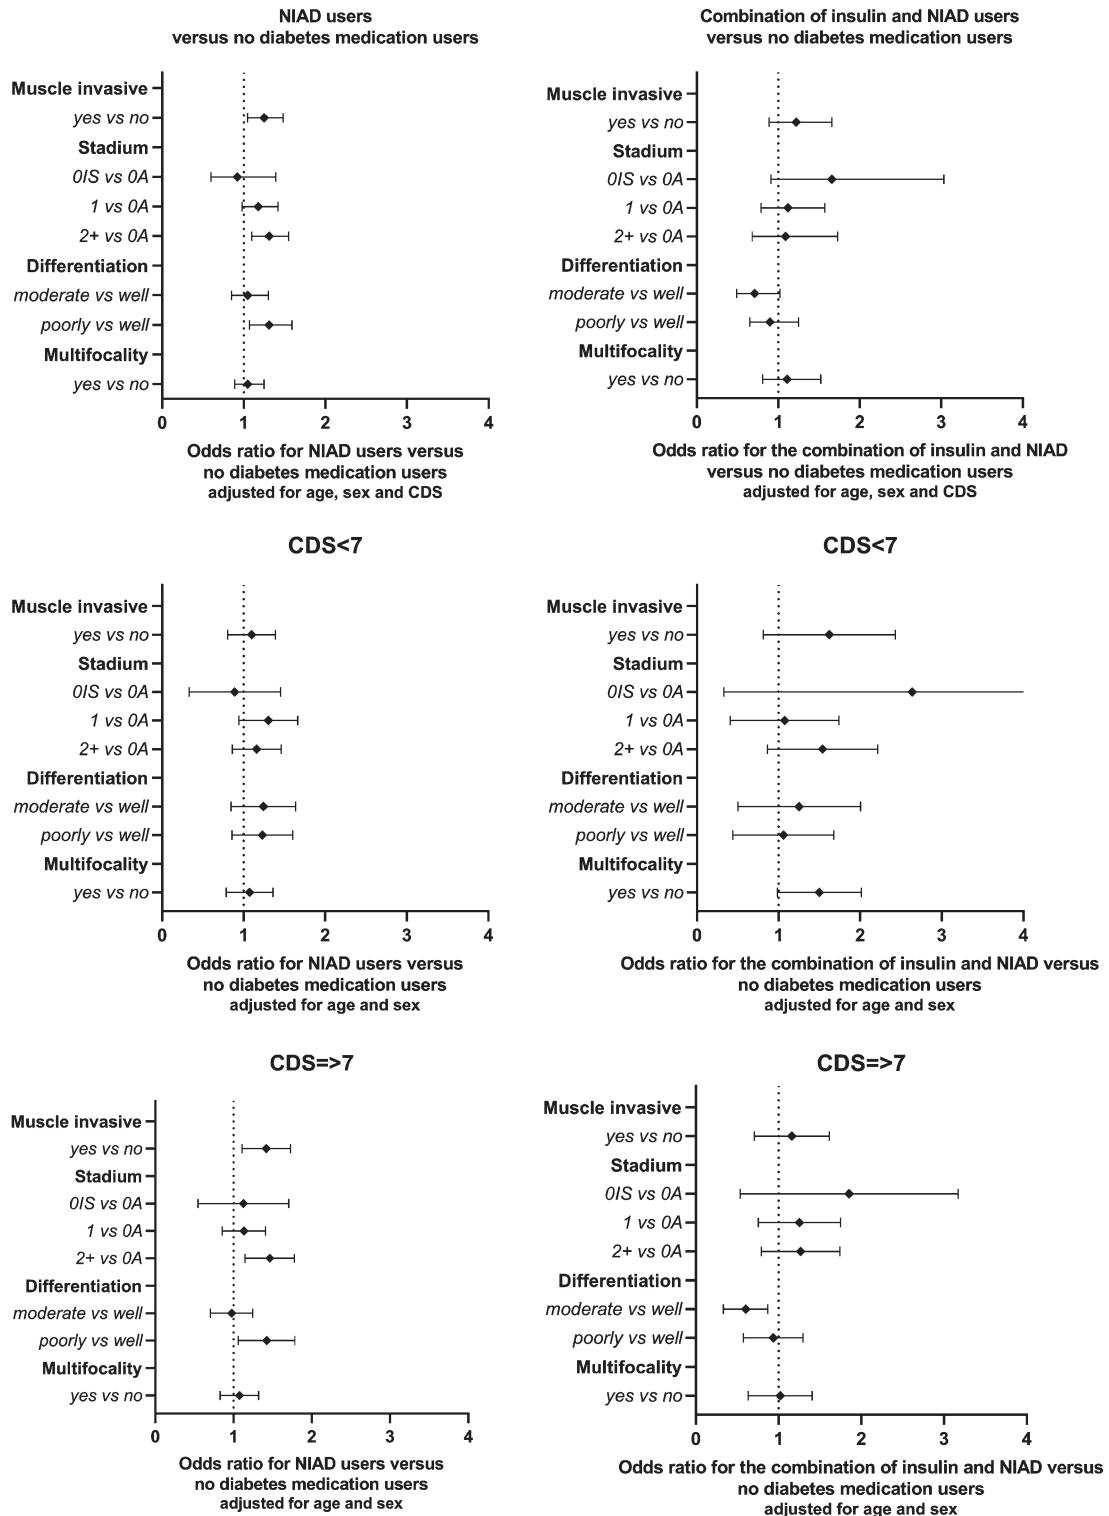 NIAD users
versus no diabetes medication users
Muscle invasive
yes vs no
Stadium
0IS vs 0A
1 vs 0A
2+ vs 0A
Differentiation
moderate vs well
poorly vs well
Multifocality
yes vs no
0 1 2 3 4
Odds ratio for NIAD users versus
no diabetes medication users
adjusted for age, sex and CDS
Combination of insulin and NIAD users
versus no diabetes medication users
Muscle invasive
yes vs no
Stadium
0IS vs 0A
1 vs 0A
2+ vs 0A
Differentiation
moderate vs well
poorly vs well
Multifocality
yes vs no
0 1 2 3 4
Odds ratio for the combination of insulin and NIAD
versus no diabetes medication users
adjusted for age, sex and CDS
CDS<7
Muscle invasive
yes vs no
Stadium
0IS vs 0A
1 vs 0A
2+ vs 0A
Differentiation
moderate vs well
poorly vs well
Multifocality
yes vs no
0 1 2 3 4
Odds ratio for NIAD users versus
no diabetes medication users
adjusted for age and sex
CDS<7
Muscle invasive
yes vs no
Stadium
0IS vs 0A
1 vs 0A
2+ vs 0A
Differentiation
moderate vs well
poorly vs well
Multifocality
yes vs no
0 1 2 3 4
Odds ratio for the combination of insulin and NIAD versus
no diabetes medication users
adjusted for age and sex
CDS=>7
Muscle invasive
yes vs no
Stadium
0IS vs 0A
1 vs 0A
2+ vs 0A
Differentiation
moderate vs well
poorly vs well
Multifocality
yes vs no
0 1 2 3 4
Odds ratio for NIAD users versus
no diabetes medication users
adjusted for age and sex
CDS=>7
Muscle invasive
yes vs no
Stadium
0IS vs 0A
1 vs 0A
2+ vs 0A
Differentiation
moderate vs well
poorly vs well
Multifocality
yes vs no
0 1 2 3 4
Odds ratio for the combination of insulin and NIAD versus
no diabetes medication users
adjusted for age and sex